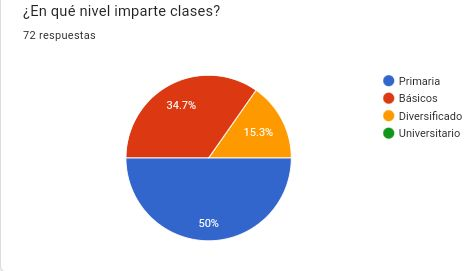 ¿En qué nivel imparte clases?
72 respuestas
34.7%
15.3%
50%
Primaria
Básicos
Diversificado
Universitario